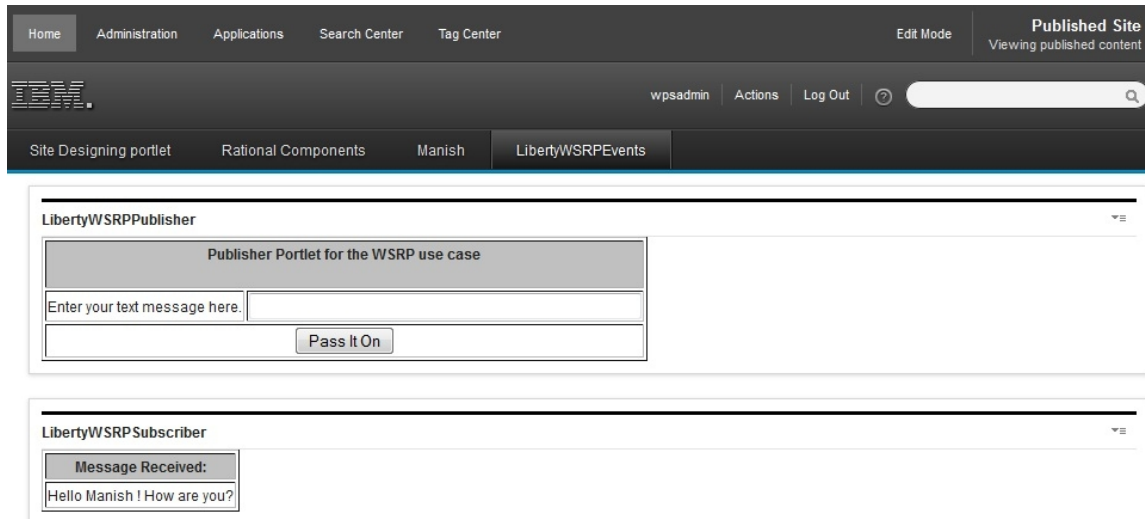 Home Administration Applications Search Center Tag Center Edit Mode Published Site
Viewing published content
IBM.
wpsadmin Actions Log Out ?
Site Designing portlet Rational Components Manish LibertyWSRPEvents
LibertyWSRPPublisher
Publisher Portlet for the WSRP use case
Enter your text message here.
Pass It On
LibertyWSRPSubscriber
Message Received:
Hello Manish ! How are you?